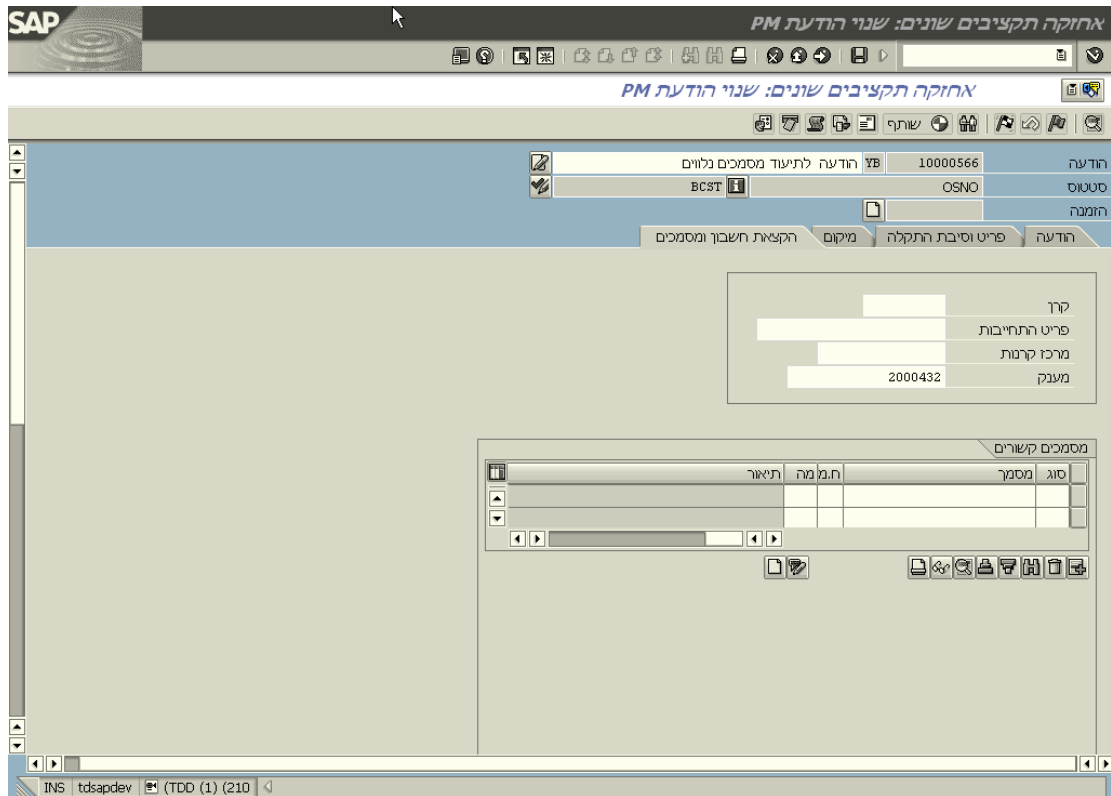 SAP
אחזקה תקציבים שונים: שנוי הודעת PM
אחזקה תקציבים שונים: שנוי הודעת PM
שותף
הודעה 10000566 YB הודעה לתיעוד מסמכים נלווים
סטטוס OSNO BCST
הזמנה
הודעה פריט וסיבת התקלה מיקום הקצאת חשבון ומסמכים
קרן
פריט התחייבות
מרכז קרנות
מענק 2000432
מסמכים קשורים
סוג מסמך ח.מ מה תיאור
INS tdsapdev (TDD (1) (210